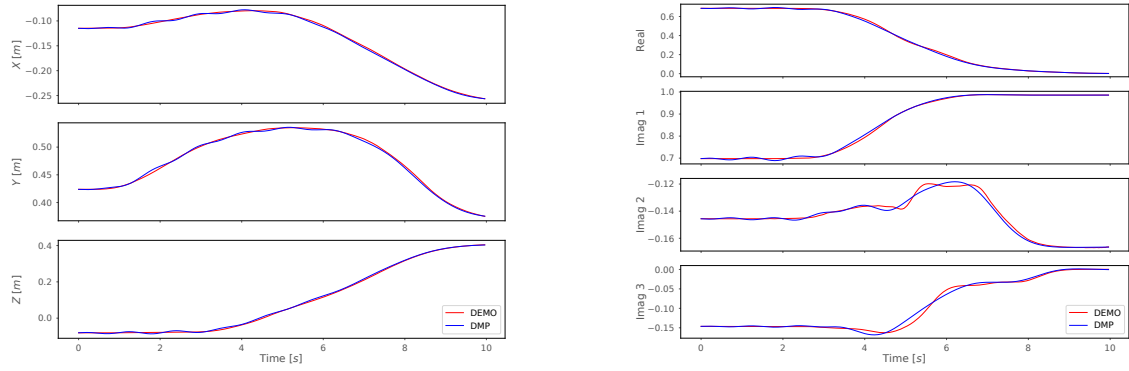 −0.10
−0.15
−0.20
−0.25
X [m]
0.50
0.45
0.40
Y [m]
0.4
0.2
0.0
Z [m]
DEMO
DMP
0 2 4 6 8 10
Time [s]
0.6
0.4
0.2
0.0
Real
1.0
0.9
0.8
0.7
Imag 1
−0.12
−0.14
−0.16
Imag 2
0.00
−0.05
−0.10
−0.15
Imag 3
DEMO
DMP
0 2 4 6 8 10
Time [s]